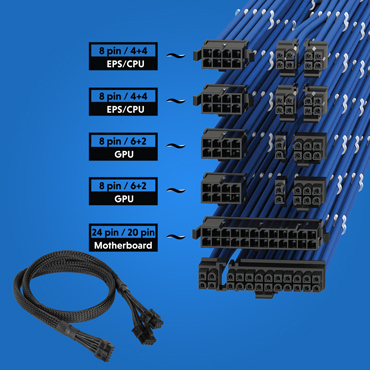 8 pin / 4+4
EPS/CPU
8 pin / 4+4
EPS/CPU
8 pin / 6+2
GPU
8 pin / 6+2
GPU
24 pin / 20 pin
Motherboard